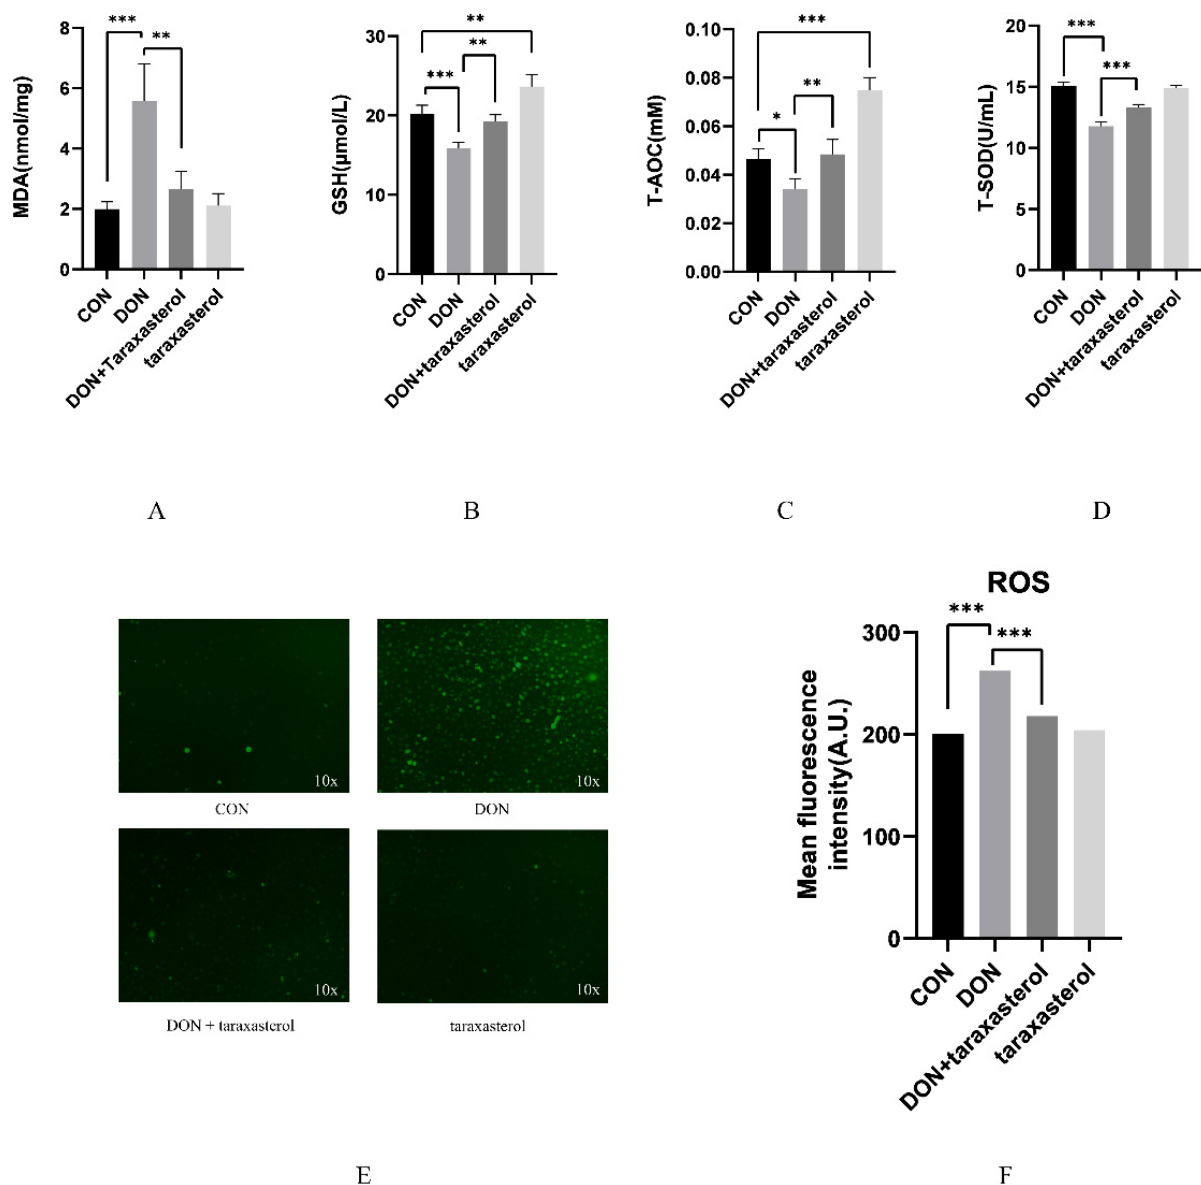 MDA(nmol/mg)
8
6
4
2
0
***
**
CON
DON
DON+Taraxasterol
taraxasterol
A
GSH(μmol/L)
30
20
10
0
**
**
***
CON
DON
DON+taraxasterol
taraxasterol
B
T-AOC(mM)
0.10
0.08
0.06
0.04
0.02
0.00
***
**
*
CON
DON
DON+taraxasterol
taraxasterol
C
T-SOD(U/mL)
20
15
10
5
0
***
***
CON
DON
DON+taraxasterol
taraxasterol
D
10x
CON
10x
DON
10x
DON + taraxasterol
10x
taraxasterol
E
ROS
Mean fluorescence
intensity(A.U.)
300
200
100
0
***
***
CON
DON
DON+taraxasterol
taraxasterol
F